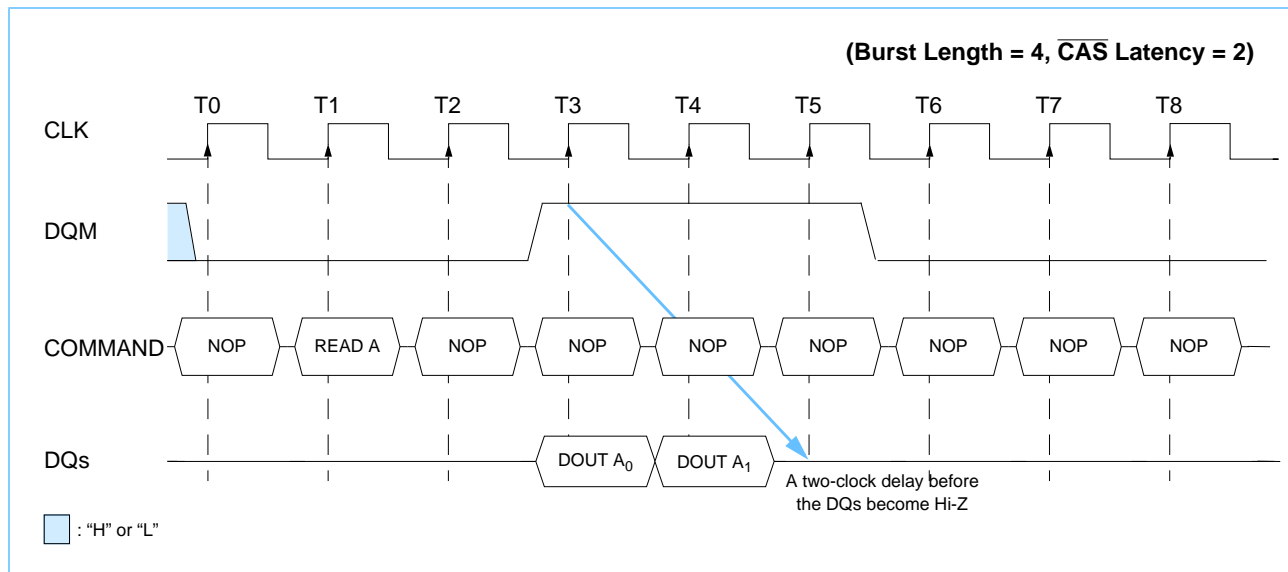 (Burst Length = 4, CAS Latency = 2)
T0 T1 T2 T3 T4 T5 T6 T7 T8
CLK
DQM
COMMAND NOP READ A NOP NOP NOP NOP NOP NOP NOP
DQs DOUT A0 DOUT A1
A two-clock delay before
the DQs become Hi-Z
: “H” or “L”